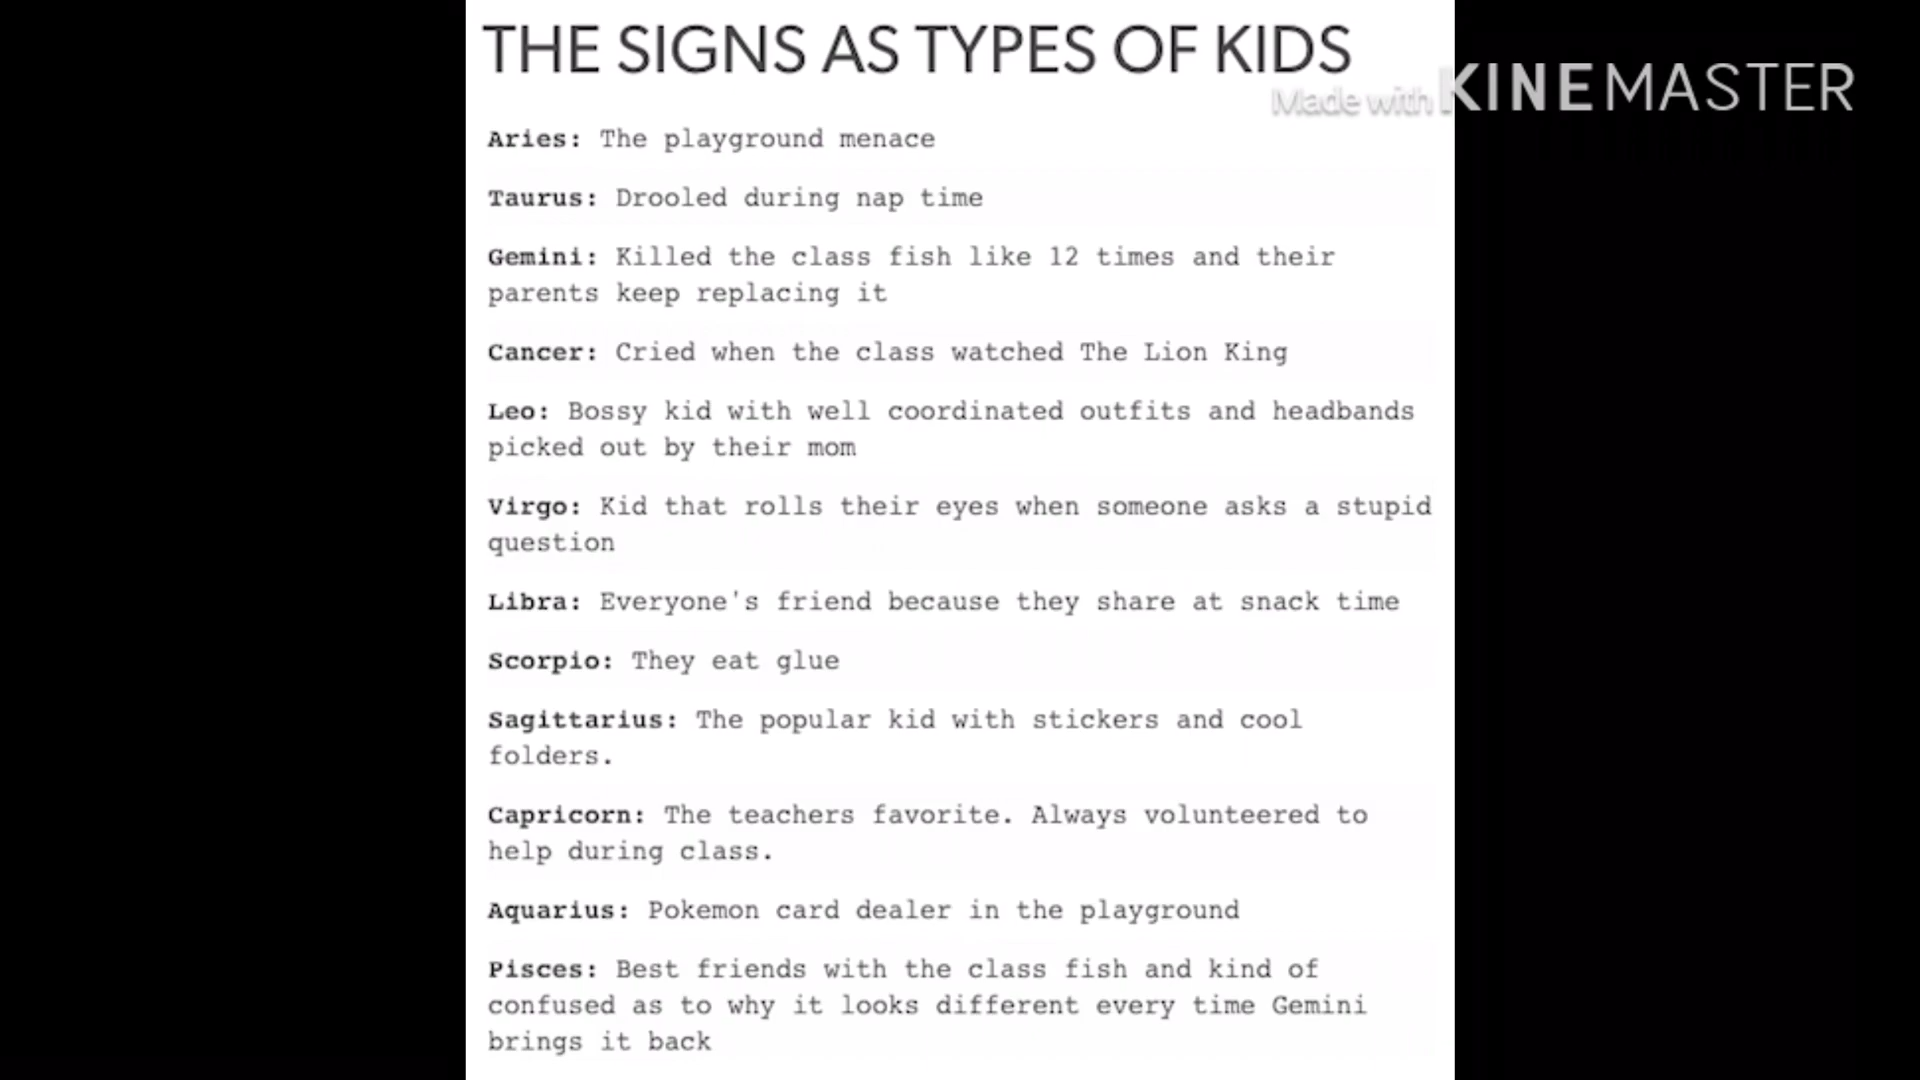 THE SIGNS AS TYPES OF KIDS
Made with KINEMASTER
Aries: The playground menace
Taurus: Drooled during nap time
Gemini: Killed the class fish like 12 times and their
parents keep replacing it
Cancer: Cried when the class watched The Lion King
Leo: Bossy kid with well coordinated outfits and headbands
picked out by their mom
Virgo: Kid that rolls their eyes when someone asks a stupid
question
Libra: Everyone's friend because they share at snack time
Scorpio: They eat glue
Sagittarius: The popular kid with stickers and cool
folders.
Capricorn: The teachers favorite. Always volunteered to
help during class.
Aquarius: Pokemon card dealer in the playground
Pisces: Best friends with the class fish and kind of
confused as to why it looks different every time Gemini
brings it back